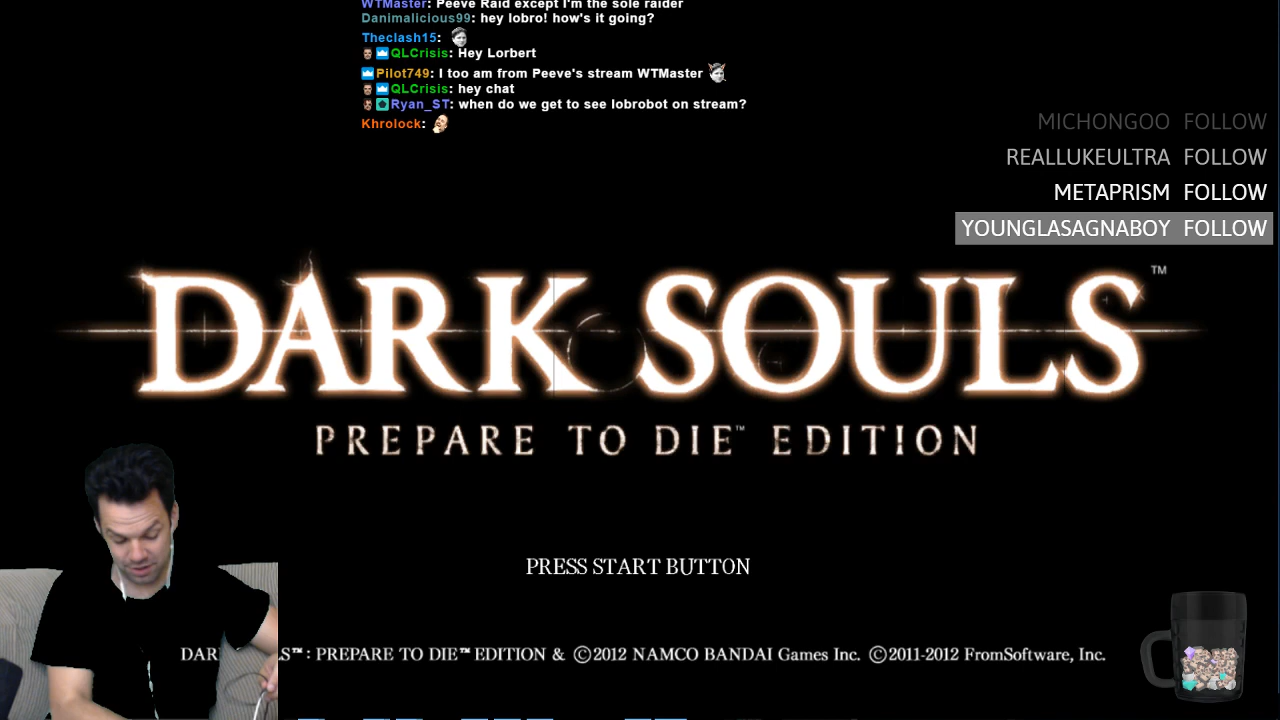 WTMaster: Peeve Raid except I'm the sole raider
Danimalicious99: hey lobro! how's it going?
Theclash15:
QLCrisis: Hey Lorbert
Pilot749: I too am from Peeve's stream WTMaster
QLCrisis: hey chat
Ryan_ST: when do we get to see lobrobot on stream?
Khrolock:
MICHONGOO FOLLOW
REALLUKEULTRA FOLLOW
METAPRISM FOLLOW
YOUNGLASAGNABOY FOLLOW
DARK SOULS™
PREPARE TO DIE™ EDITION
PRESS START BUTTON
DAR S™: PREPARE TO DIE™ EDITION & ©2012 NAMCO BANDAI Games Inc. ©2011-2012 FromSoftware, Inc.